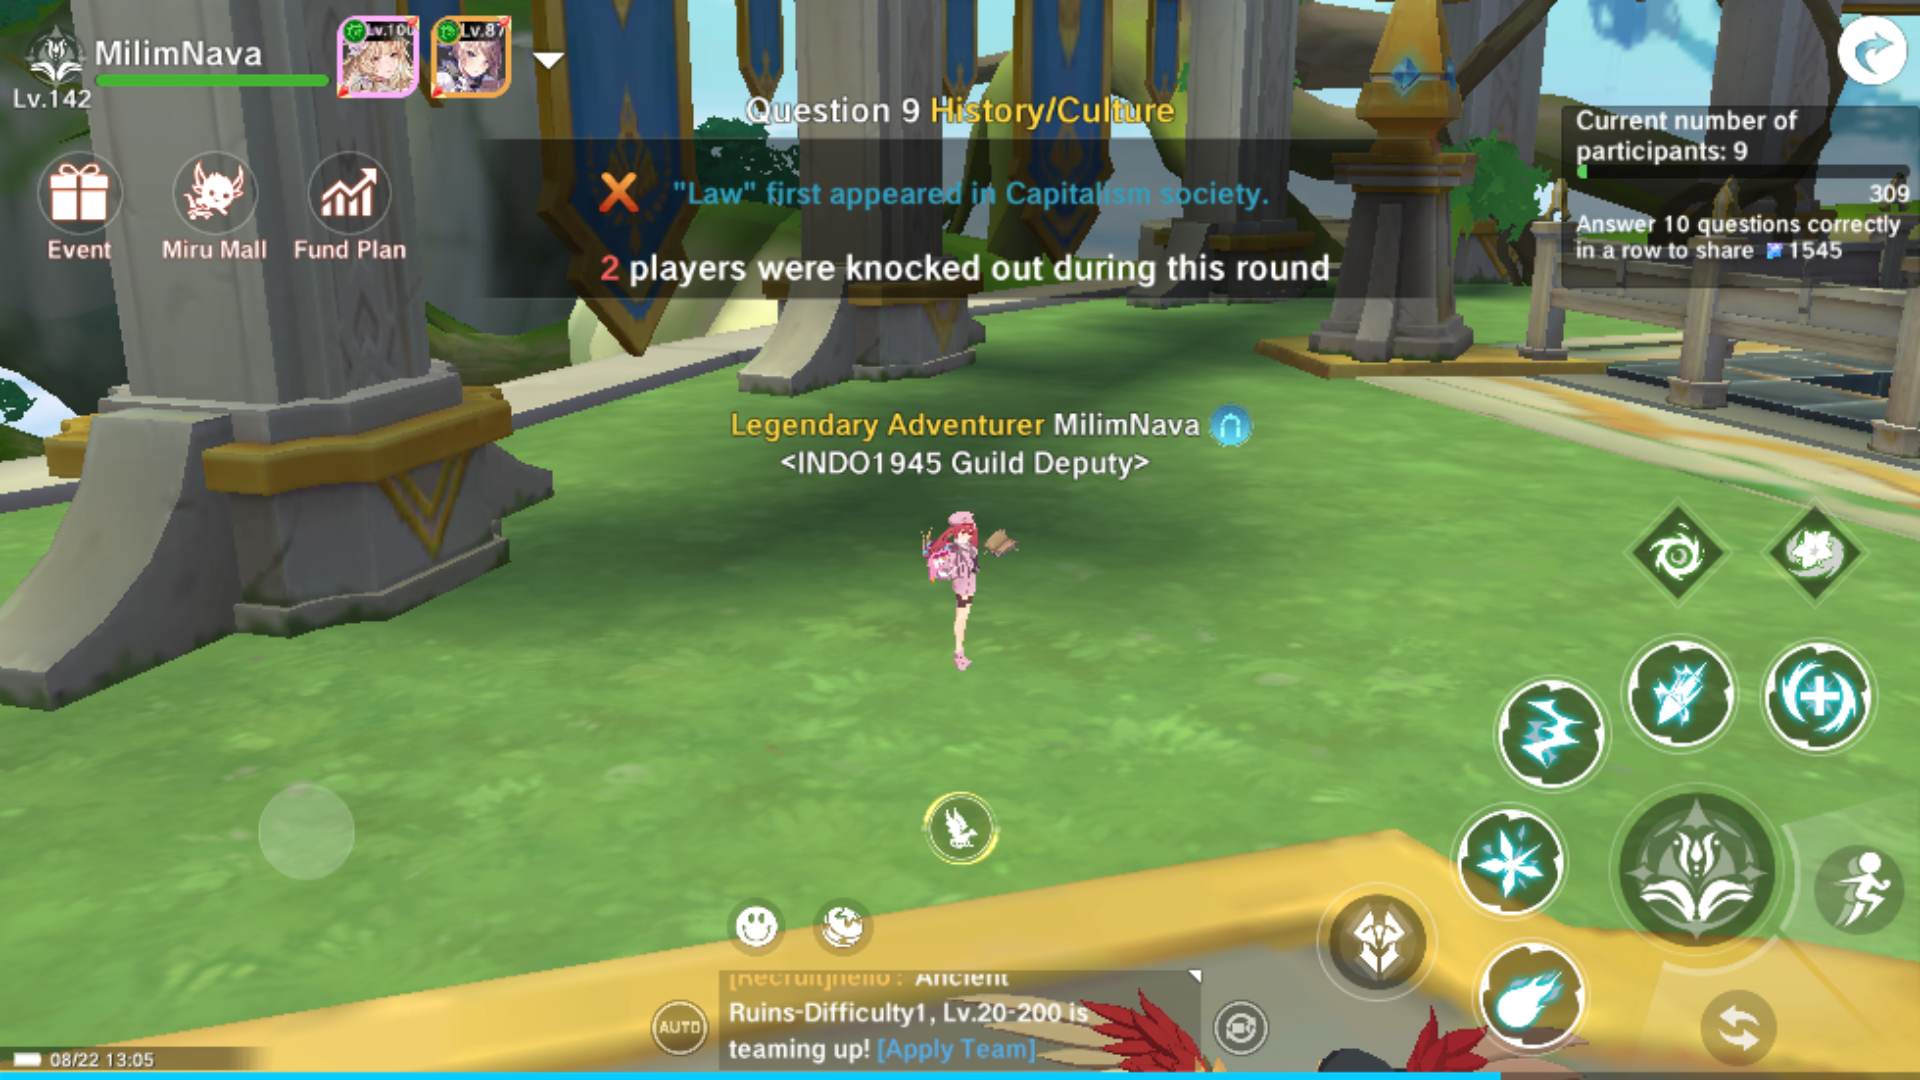 MilimNava
Lv.142
Lv.100
Lv.87
Event
Miru Mall
Fund Plan
Question 9 History/Culture
"Law" first appeared in Capitalism society.
2 players were knocked out during this round
Current number of
participants: 9
309
Answer 10 questions correctly
in a row to share 1545
Legendary Adventurer MilimNava
<INDO1945 Guild Deputy>
[Recruit]hello : Ancient
Ruins-Difficulty1, Lv.20-200 is
teaming up! [Apply Team]
AUTO
08/22 13:05